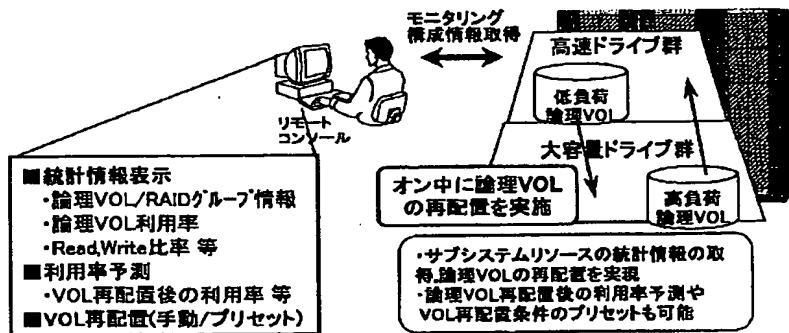 モニタリング
構成情報取得
高速ドライブ群
低負荷
論理VOL
リモート
コンソール
大容量ドライブ群
高負荷
論理VOL
オン中に論理VOL
の再配置を実施
■統計情報表示
・論理VOL/RAIDグループ情報
・論理VOL利用率
・Read,Write比率 等
■利用率予測
・VOL再配置後の利用率 等
■VOL再配置(手動/プリセット)
・サブシステムリソースの統計情報の取
得,論理VOLの再配置を実現
・論理VOL再配置後の利用率予測や
VOL再配置条件のプリセットも可能